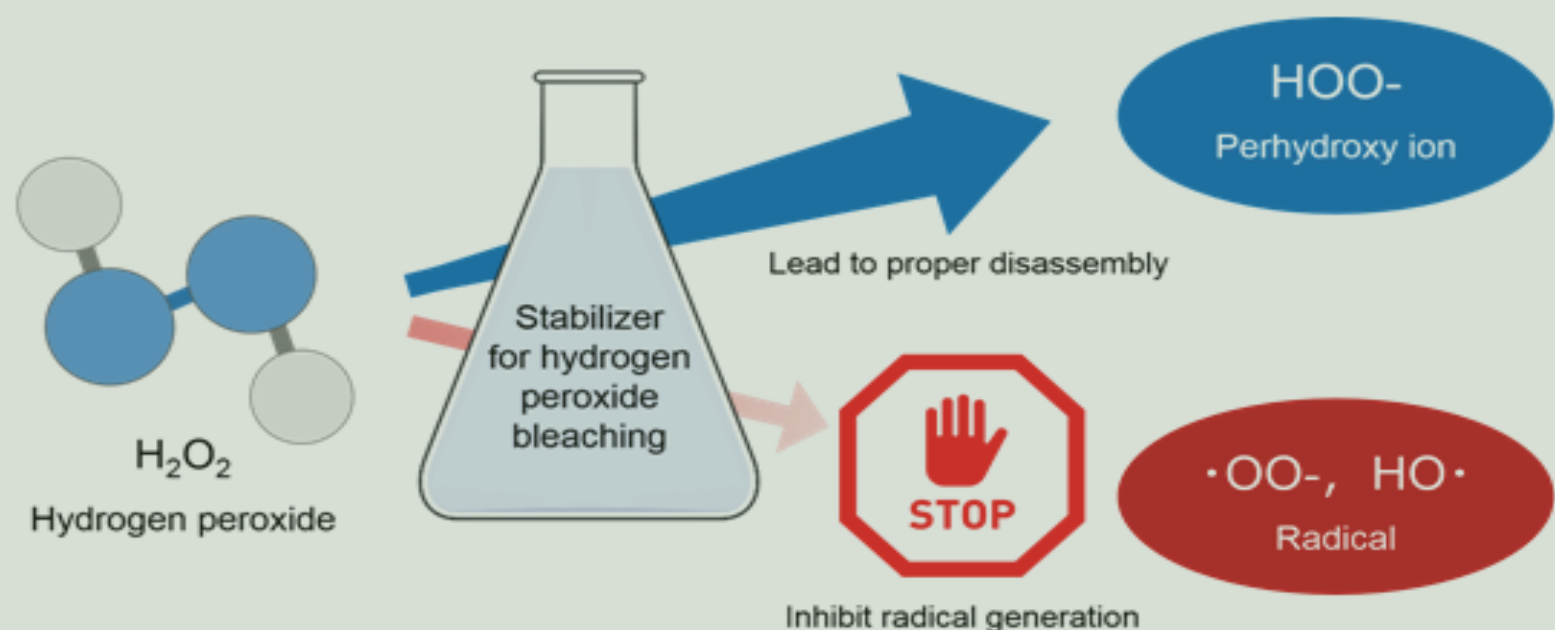 H₂O₂
Hydrogen peroxide
Stabilizer
for hydrogen
peroxide
bleaching
HOO-
Perhydroxy ion
Lead to proper disassembly
STOP
Inhibit radical generation
·OO-, HO·
Radical